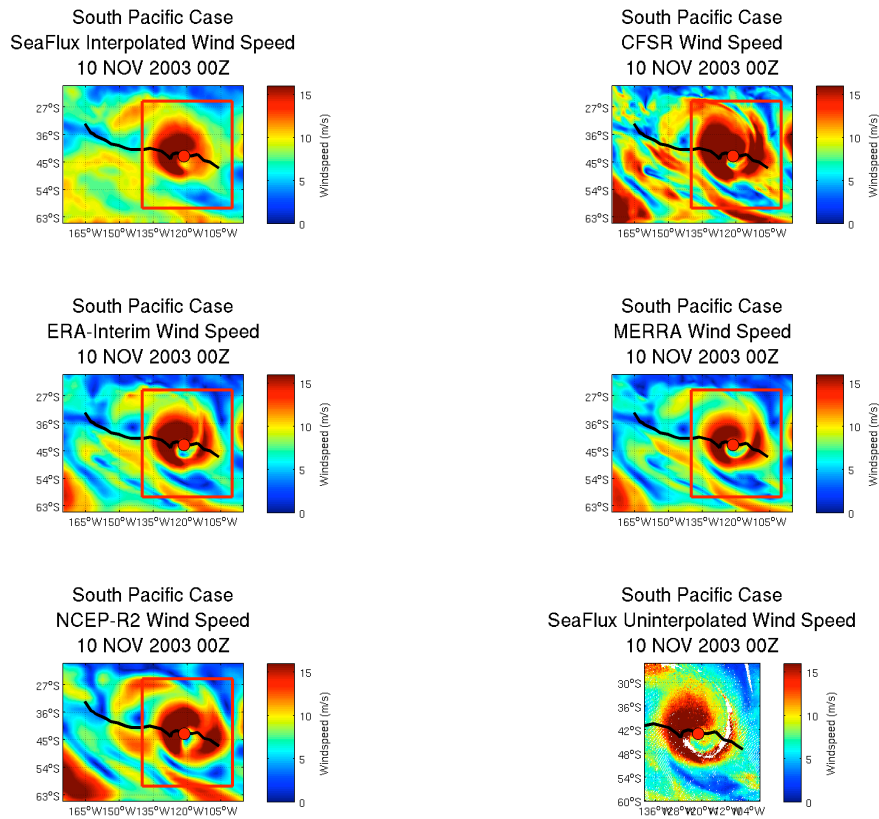 South Pacific Case
SeaFlux Interpolated Wind Speed
10 NOV 2003 00Z
27°S
36°S
45°S
54°S
63°S
165°W150°W135°W120°W105°W
15
10
5
0
Windspeed (m/s)
South Pacific Case
CFSR Wind Speed
10 NOV 2003 00Z
27°S
36°S
45°S
54°S
63°S
165°W150°W135°W120°W105°W
15
10
5
0
Windspeed (m/s)
South Pacific Case
ERA-Interim Wind Speed
10 NOV 2003 00Z
27°S
36°S
45°S
54°S
63°S
165°W150°W135°W120°W105°W
15
10
5
0
Windspeed (m/s)
South Pacific Case
MERRA Wind Speed
10 NOV 2003 00Z
27°S
36°S
45°S
54°S
63°S
165°W150°W135°W120°W105°W
15
10
5
0
Windspeed (m/s)
South Pacific Case
NCEP-R2 Wind Speed
10 NOV 2003 00Z
27°S
36°S
45°S
54°S
63°S
165°W150°W135°W120°W105°W
15
10
5
0
Windspeed (m/s)
South Pacific Case
SeaFlux Uninterpolated Wind Speed
10 NOV 2003 00Z
30°S
36°S
42°S
48°S
54°S
60°S
136°W128°W120°W112°W104°W
15
10
5
0
Windspeed (m/s)